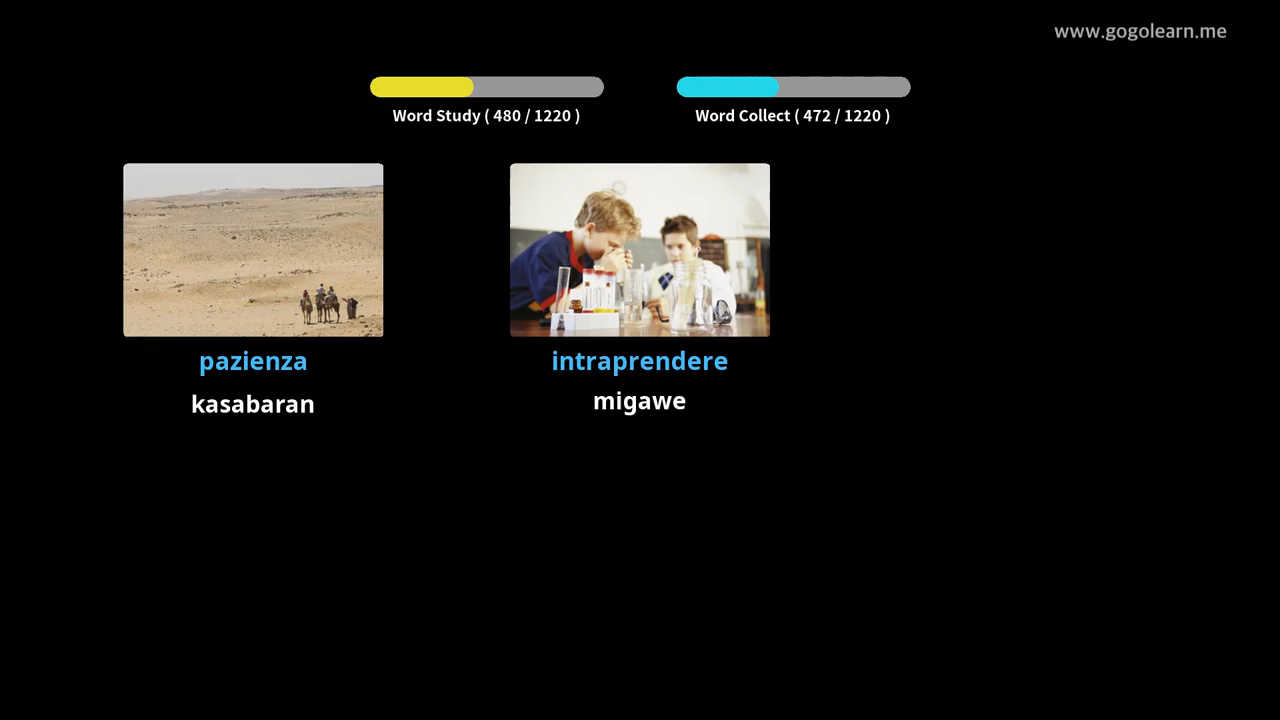 www.gogolearn.me
Word Study ( 480 / 1220 )
Word Collect ( 472 / 1220 )
pazienza
kasabaran
intraprendere
migawe